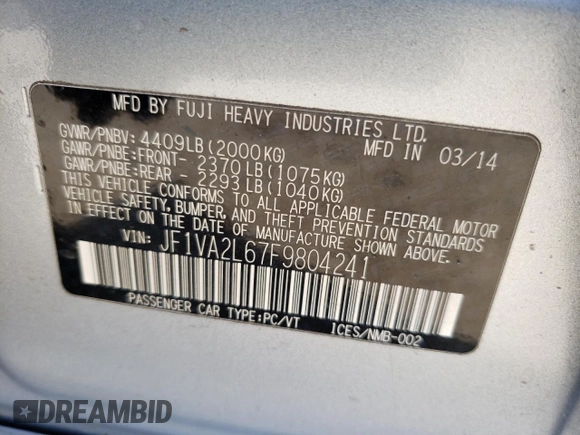 MFD BY FUJI HEAVY INDUSTRIES LTD.
GVWR/PNBV: 4409LB(2000KG) MFD IN 03/14
GAWR/PNBE:FRONT- 2370LB(1075KG)
GAWR/PNBE:REAR - 2293LB(1040KG)
THIS VEHICLE CONFORMS TO ALL APPLICABLE FEDERAL MOTOR
VEHICLE SAFETY, BUMPER, AND THEFT PREVENTION STANDARDS
IN EFFECT ON THE DATE OF MANUFACTURE SHOWN ABOVE.
VIN: JF1VA2L67F9804241
PASSENGER CAR TYPE:PC/VT ICES/NMB-002
DREAMBID